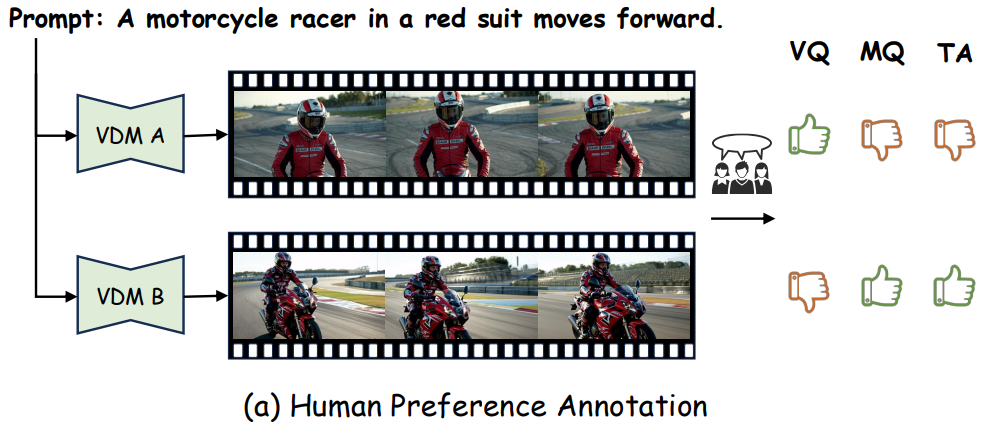 Prompt: A motorcycle racer in a red suit moves forward.
VQ MQ TA
VDM A
VDM B
(a) Human Preference Annotation